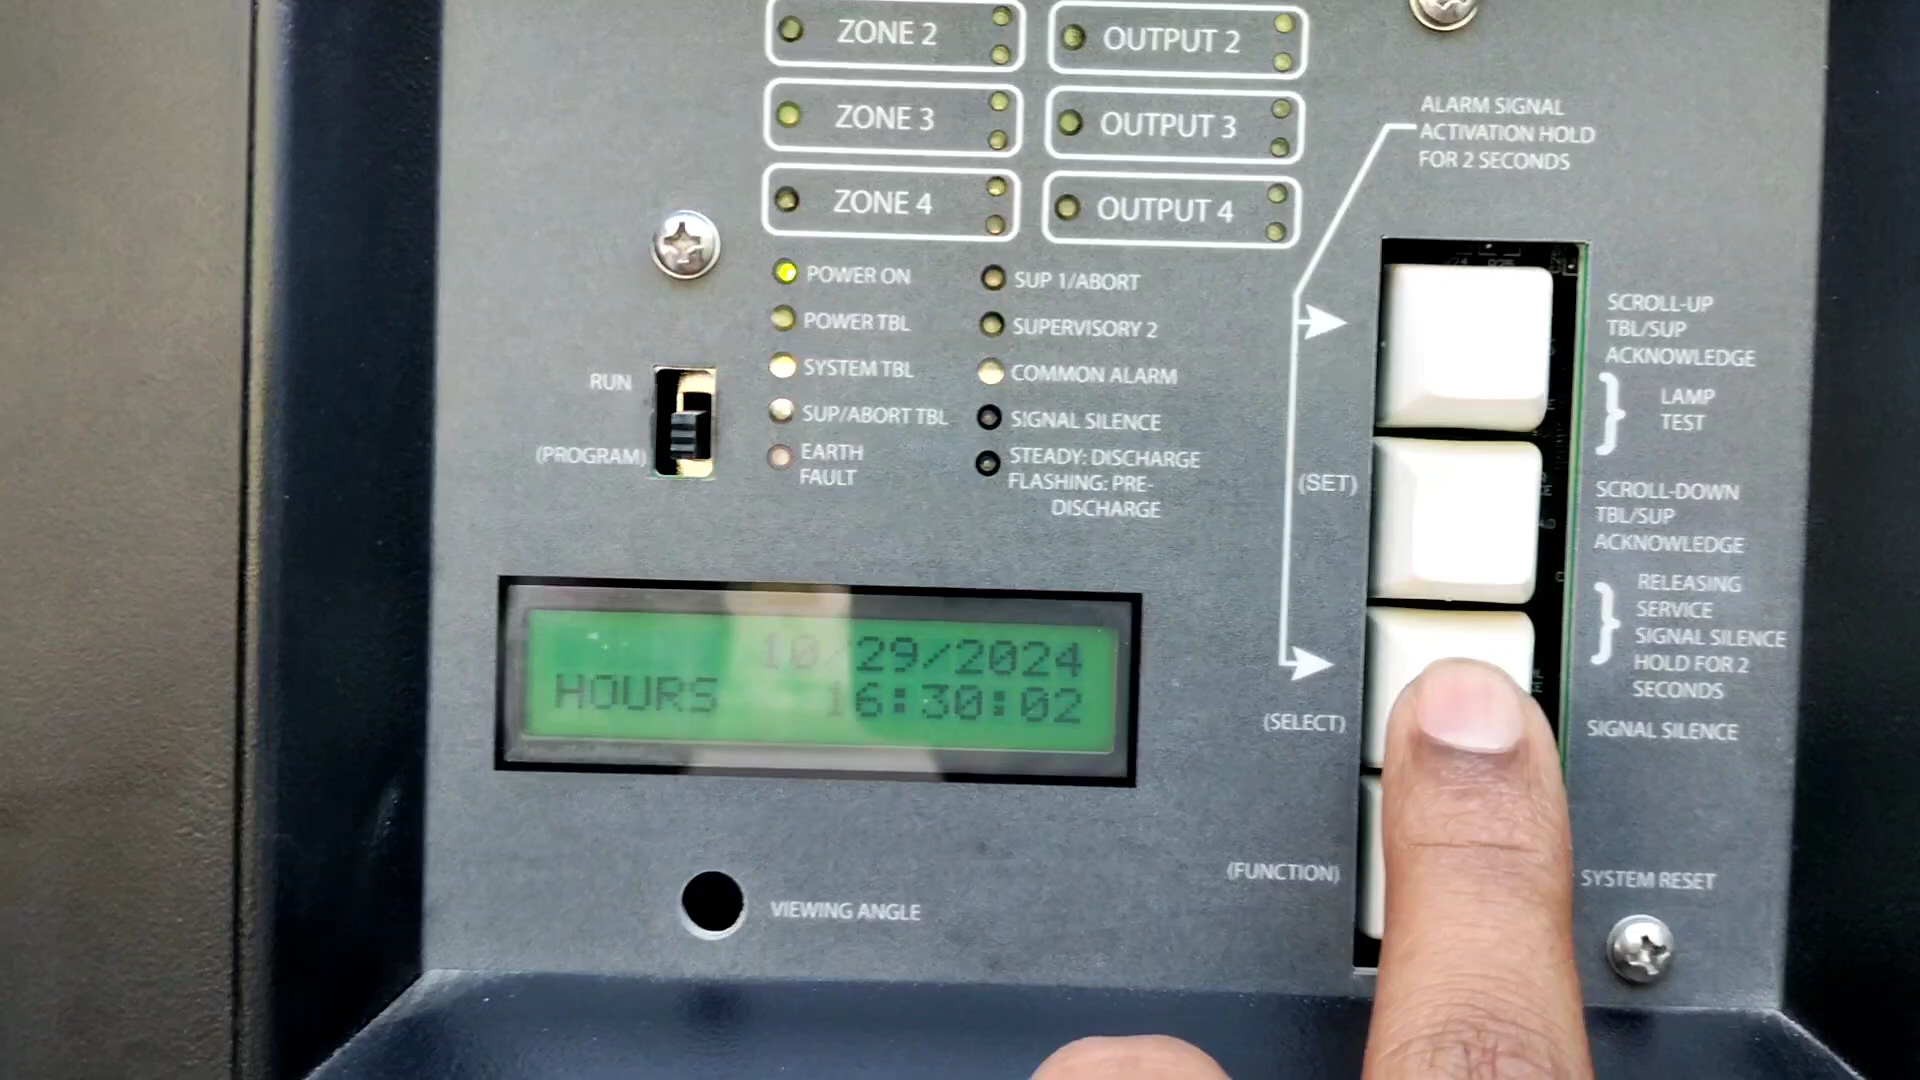 ZONE 2
OUTPUT 2
ZONE 3
OUTPUT 3
ZONE 4
OUTPUT 4
ALARM SIGNAL
ACTIVATION HOLD
FOR 2 SECONDS
POWER ON
POWER TBL
SYSTEM TBL
SUP/ABORT TBL
EARTH
FAULT
SUP 1/ABORT
SUPERVISORY 2
COMMON ALARM
SIGNAL SILENCE
STEADY: DISCHARGE
FLASHING: PRE-
DISCHARGE
RUN
(PROGRAM)
SCROLL-UP
TBL/SUP
ACKNOWLEDGE
LAMP
TEST
(SET)
SCROLL-DOWN
TBL/SUP
ACKNOWLEDGE
RELEASING
SERVICE
SIGNAL SILENCE
HOLD FOR 2
SECONDS
(SELECT)
SIGNAL SILENCE
10/29/2024
HOURS 16:30:02
(FUNCTION)
SYSTEM RESET
VIEWING ANGLE